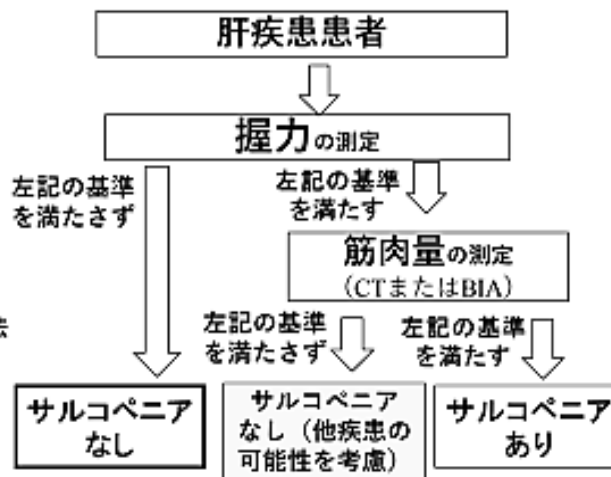 肝疾患患者
握力の測定
左記の基準
を満たさず
左記の基準
を満たす
筋肉量の測定
（CTまたはBIA）
法
左記の基準
を満たさず
左記の基準
を満たす
サルコペニア
なし
サルコペニア
なし（他疾患の
可能性を考慮）
サルコペニア
あり